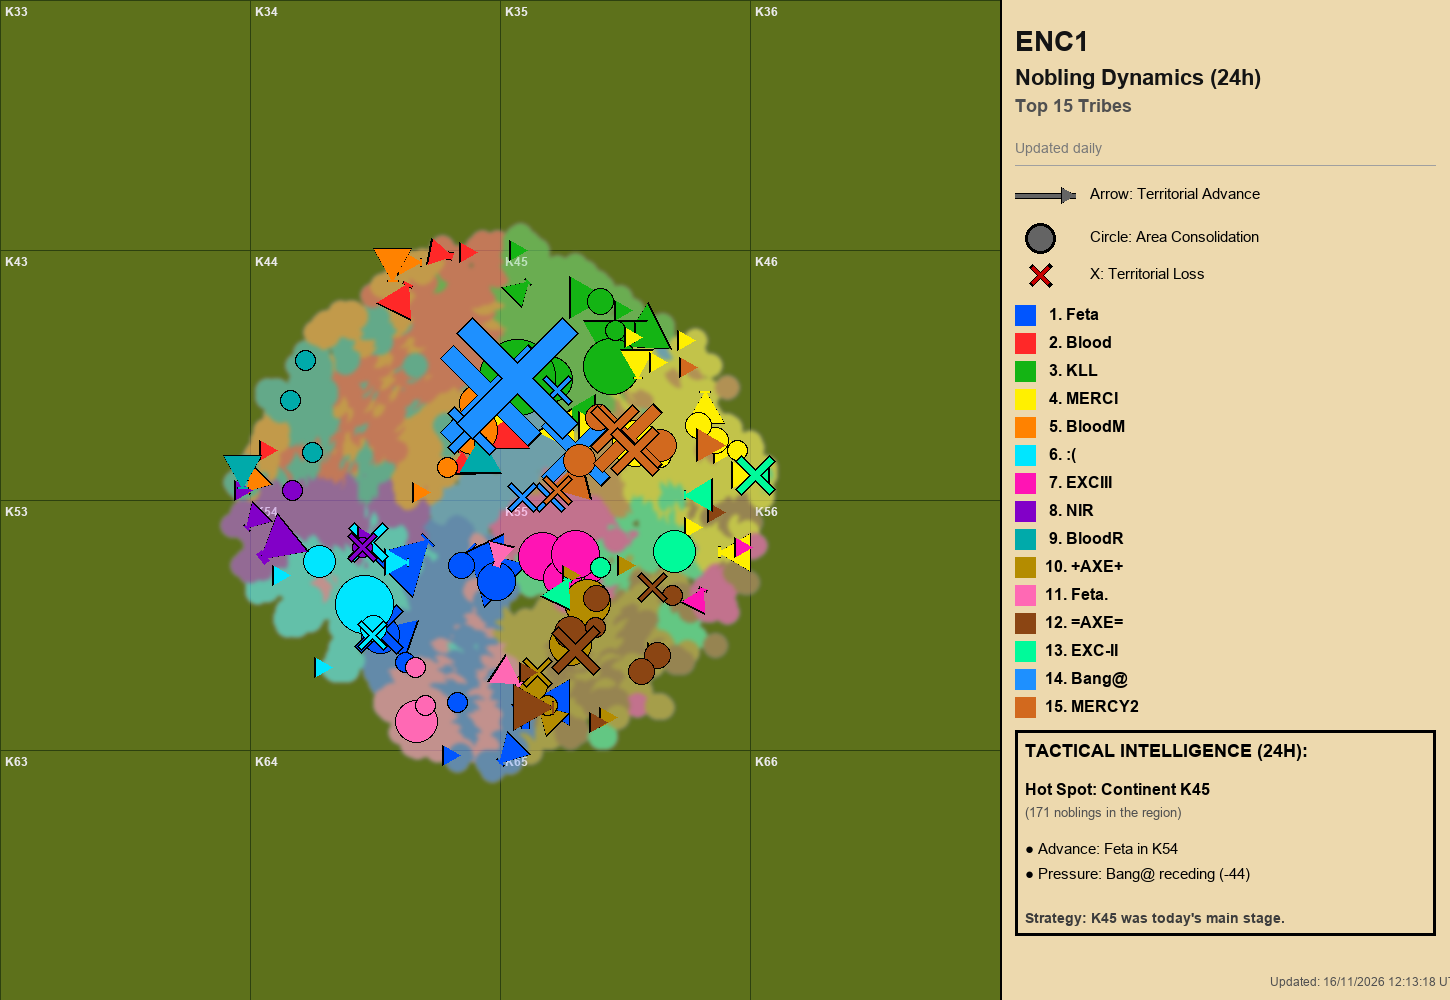 K33
K34
K35
K36
K43
K44
K45
K46
K53
K54
K55
K56
K63
K64
K65
K66
ENC1
Nobling Dynamics (24h)
Top 15 Tribes
Updated daily
Arrow: Territorial Advance
Circle: Area Consolidation
X: Territorial Loss
1. Feta
2. Blood
3. KLL
4. MERCI
5. BloodM
6. :(
7. EXCIII
8. NIR
9. BloodR
10. +AXE+
11. Feta.
12. =AXE=
13. EXC-II
14. Bang@
15. MERCY2
TACTICAL INTELLIGENCE (24H):
Hot Spot: Continent K45
(171 noblings in the region)
● Advance: Feta in K54
● Pressure: Bang@ receding (-44)
Strategy: K45 was today's main stage.
Updated: 16/11/2026 12:13:18 U